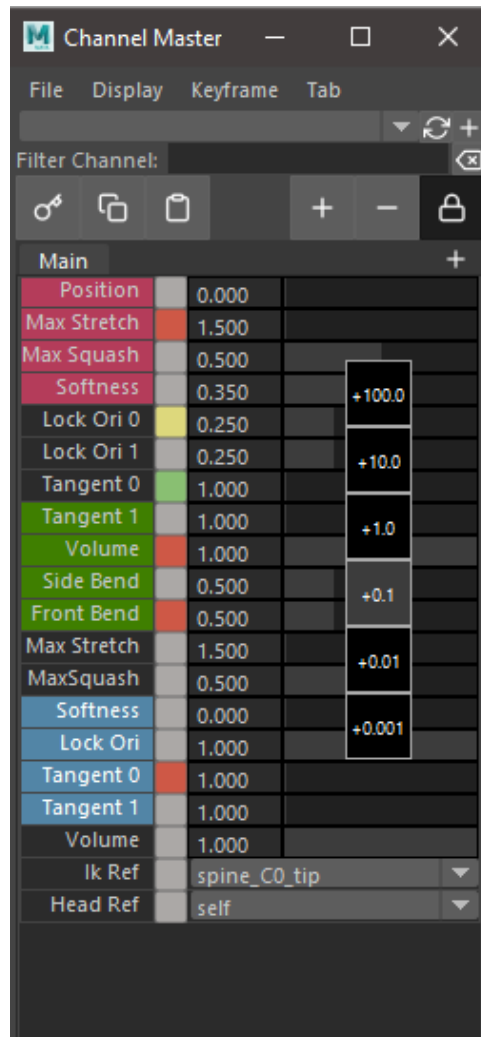 Channel Master
File Display Keyframe Tab
Filter Channel:
Main
Position 0.000
Max Stretch 1.500
Max Squash 0.500
Softness 0.350
+100.0
Lock Ori 0 0.250
Lock Ori 1 0.250
+10.0
Tangent 0 1.000
Tangent 1 1.000
+1.0
Volume 1.000
Side Bend 0.500
+0.1
Front Bend 0.500
Max Stretch 1.500
+0.01
MaxSquash 0.500
Softness 0.000
+0.001
Lock Ori 1.000
Tangent 0 1.000
Tangent 1 1.000
Volume 1.000
Ik Ref spine_C0_tip
Head Ref self